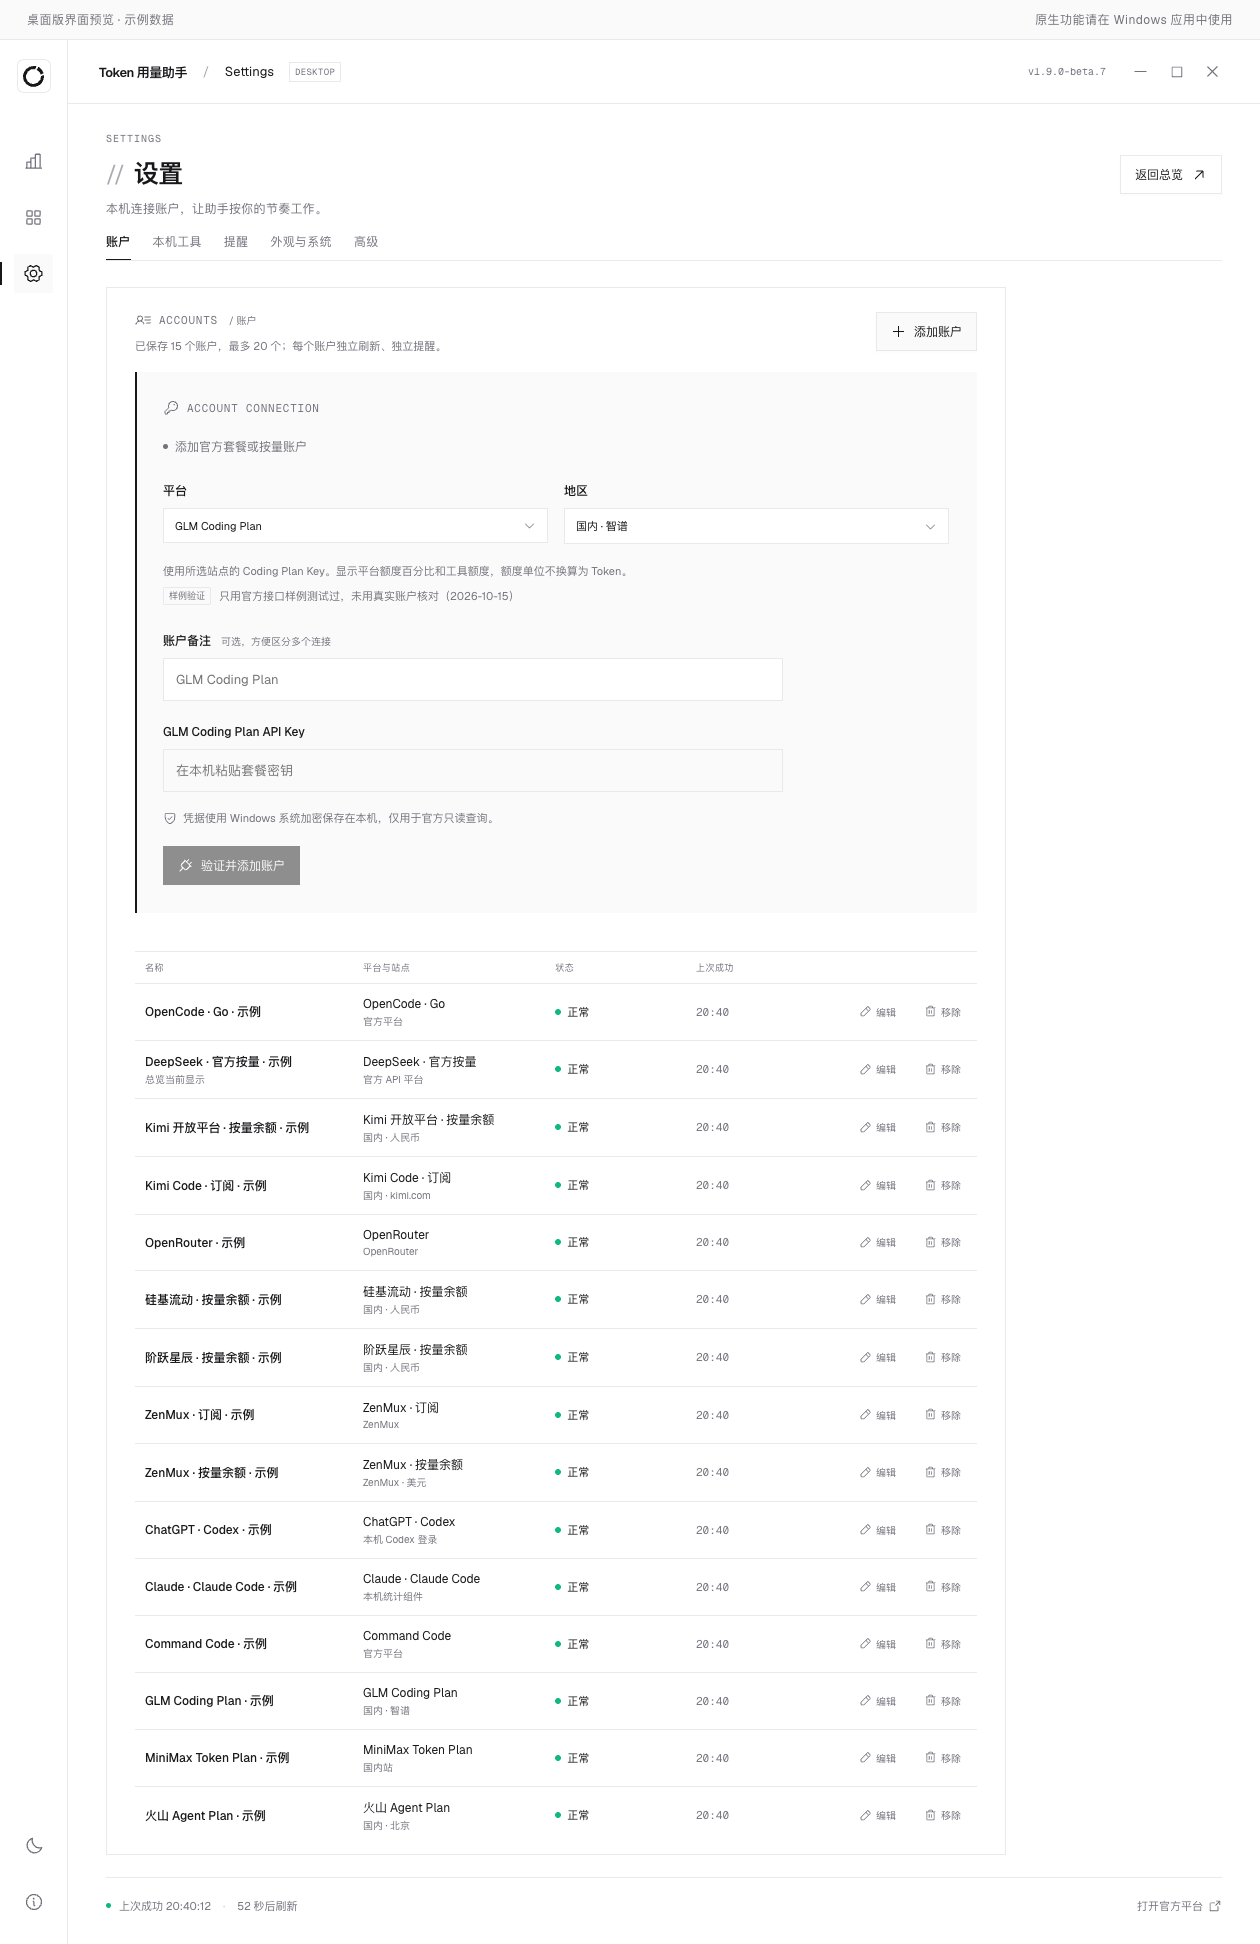 桌面版界面预览 · 示例数据
原生功能请在 Windows 应用中使用
Token 用量助手 / Settings DESKTOP
v1.9.0-beta.7
SETTINGS
// 设置
返回总览
本机连接账户，让助手按你的节奏工作。
账户 本机工具 提醒 外观与系统 高级
ACCOUNTS / 账户
已保存 15 个账户，最多 20 个；每个账户独立刷新、独立提醒。
添加账户
ACCOUNT CONNECTION
添加官方套餐或按量账户
平台 地区
GLM Coding Plan 国内 · 智谱
使用所选站点的 Coding Plan Key。显示平台额度百分比和工具额度，额度单位不换算为 Token。
样例验证 只用官方接口样例测试过，未用真实账户核对（2026-10-15）
账户备注 可选，方便区分多个连接
GLM Coding Plan
GLM Coding Plan API Key
在本机粘贴套餐密钥
凭据使用 Windows 系统加密保存在本机，仅用于官方只读查询。
验证并添加账户
名称 平台与站点 状态 上次成功
OpenCode · Go · 示例 OpenCode · Go 正常 20:40 编辑 移除
官方平台
DeepSeek · 官方按量 · 示例 DeepSeek · 官方按量 正常 20:40 编辑 移除
总览当前显示 官方 API 平台
Kimi 开放平台 · 按量余额 · 示例 Kimi 开放平台 · 按量余额 正常 20:40 编辑 移除
国内 · 人民币
Kimi Code · 订阅 · 示例 Kimi Code · 订阅 正常 20:40 编辑 移除
国内 · kimi.com
OpenRouter · 示例 OpenRouter 正常 20:40 编辑 移除
OpenRouter
硅基流动 · 按量余额 · 示例 硅基流动 · 按量余额 正常 20:40 编辑 移除
国内 · 人民币
阶跃星辰 · 按量余额 · 示例 阶跃星辰 · 按量余额 正常 20:40 编辑 移除
国内 · 人民币
ZenMux · 订阅 · 示例 ZenMux · 订阅 正常 20:40 编辑 移除
ZenMux
ZenMux · 按量余额 · 示例 ZenMux · 按量余额 正常 20:40 编辑 移除
ZenMux · 美元
ChatGPT · Codex · 示例 ChatGPT · Codex 正常 20:40 编辑 移除
本机 Codex 登录
Claude · Claude Code · 示例 Claude · Claude Code 正常 20:40 编辑 移除
本机统计组件
Command Code · 示例 Command Code 正常 20:40 编辑 移除
官方平台
GLM Coding Plan · 示例 GLM Coding Plan 正常 20:40 编辑 移除
国内 · 智谱
MiniMax Token Plan · 示例 MiniMax Token Plan 正常 20:40 编辑 移除
国内站
火山 Agent Plan · 示例 火山 Agent Plan 正常 20:40 编辑 移除
国内 · 北京
上次成功 20:40:12 · 52 秒后刷新
打开官方平台